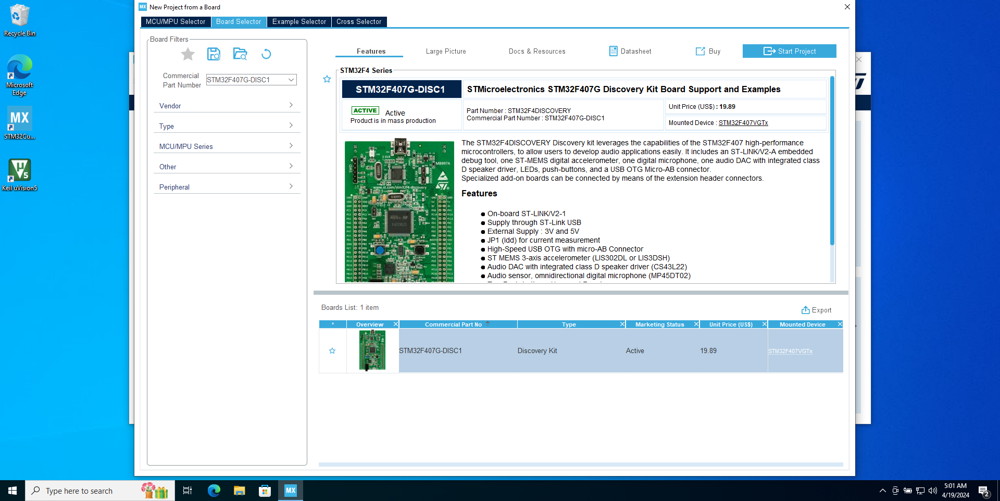 Recycle Bin
Microsoft
Edge
MX
STM32Cu...
Keil uVision5
MX New Project from a Board
MCU/MPU Selector
Board Selector
Example Selector
Cross Selector
Board Filters
Commercial
Part Number
STM32F407G-DISC1
Vendor
Type
MCU/MPU Series
Other
Peripheral
Features
Large Picture
Docs & Resources
Datasheet
Buy
Start Project
STM32F4 Series
STM32F407G-DISC1
STMicroelectronics STM32F407G Discovery Kit Board Support and Examples
ACTIVE Active
Product is in mass production
Part Number : STM32F4DISCOVERY
Commercial Part Number : STM32F407G-DISC1
Unit Price (US$) : 19.89
Mounted Device : STM32F407VGTx
MB997A
SWD
www.st.com/stm32f4-discovery
The STM32F4DISCOVERY Discovery kit leverages the capabilities of the STM32F407 high-performance
microcontrollers, to allow users to develop audio applications easily. It includes an ST-LINK/V2-A embedded
debug tool, one ST-MEMS digital accelerometer, one digital microphone, one audio DAC with integrated class
D speaker driver, LEDs, push-buttons, and a USB OTG Micro-AB connector.
Specialized add-on boards can be connected by means of the extension header connectors.
Features
On-board ST-LINK/V2-1
Supply through ST-Link USB
External Supply : 3V and 5V
JP1 (Idd) for current measurement
High-Speed USB OTG with micro-AB Connector
ST MEMS 3-axis accelerometer (LIS302DL or LIS3DSH)
Audio DAC with integrated class D speaker driver (CS43L22)
Audio sensor, omnidirectional digital microphone (MP45DT02)
Boards List: 1 item
Export
* Overview Commercial Part No Type Marketing Status Unit Price (US$) Mounted Device
STM32F407G-DISC1 Discovery Kit Active 19.89 STM32F407VGTx
Type here to search
MX
5:01 AM
4/19/2024
2